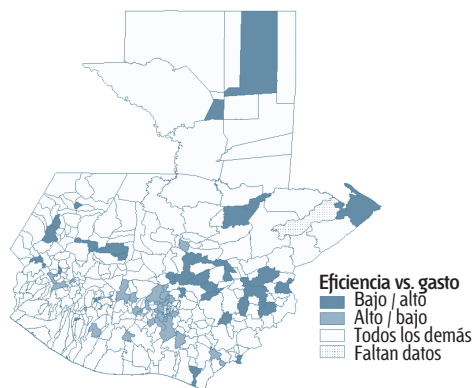 Eficiencia vs. gasto
Bajo / alto
Alto / bajo
Todos los demás
Faltan datos